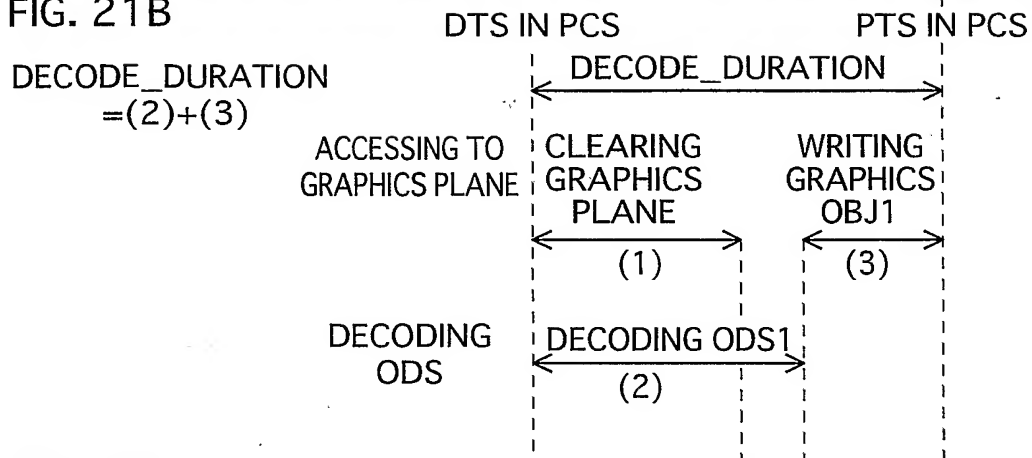 FIG. 21B
DTS IN PCS
PTS IN PCS
DECODE_DURATION
=(2)+(3)
DECODE_DURATION
ACCESSING TO
GRAPHICS PLANE
CLEARING
GRAPHICS
PLANE
(1)
WRITING
GRAPHICS
OBJ1
(3)
DECODING
ODS
DECODING ODS1
(2)